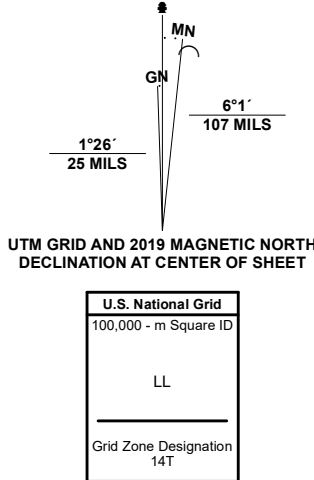 MN
GN
6°1´
107 MILS
1°26´
25 MILS
UTM GRID AND 2019 MAGNETIC NORTH
DECLINATION AT CENTER OF SHEET
U.S. National Grid
100,000 - m Square ID
LL
Grid Zone Designation
14T